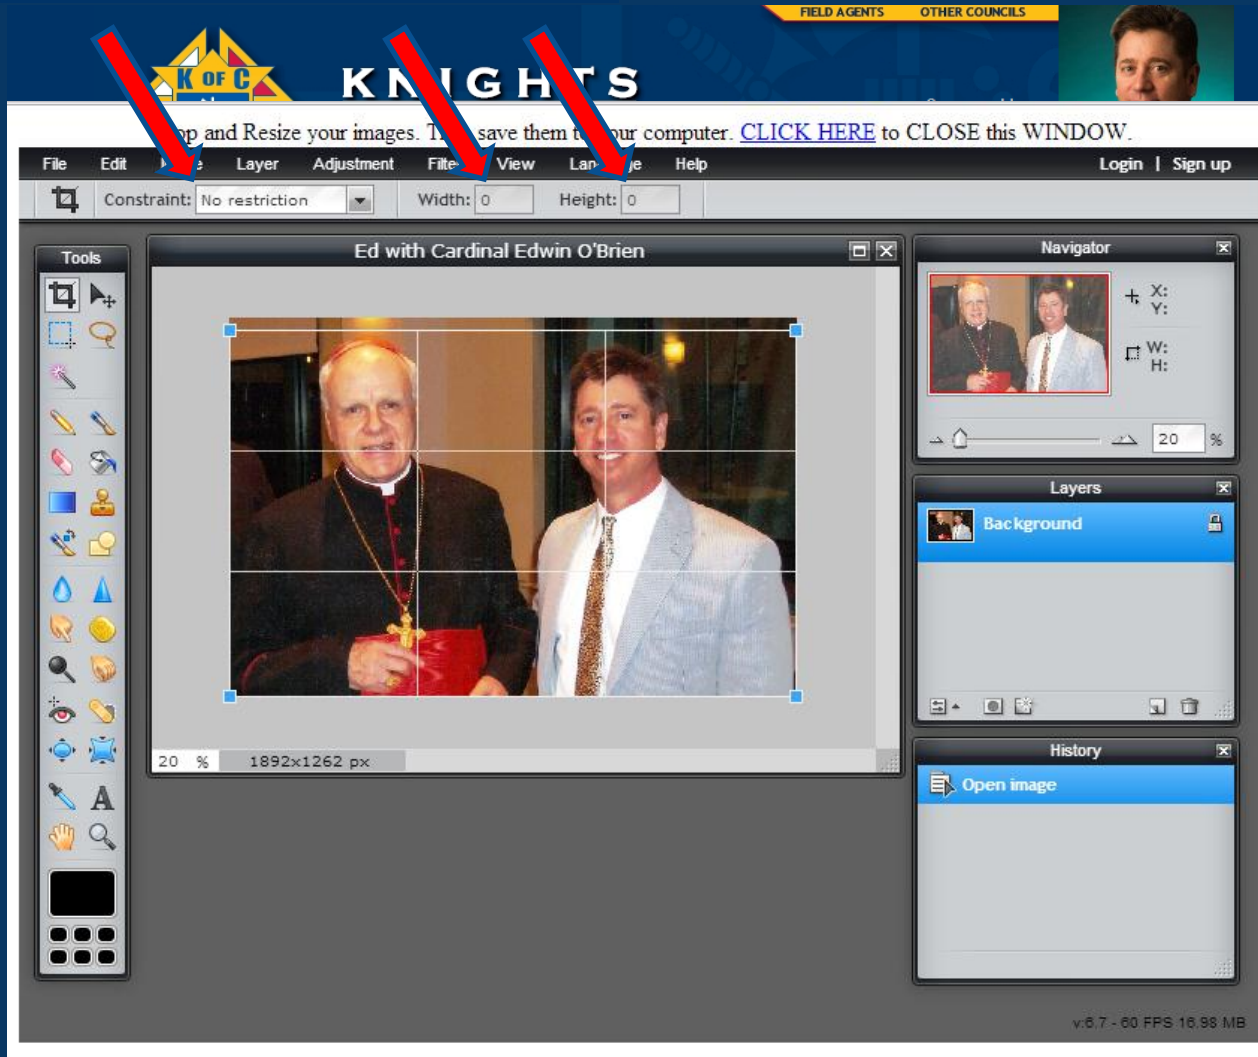 FIELD AGENTS OTHER COUNCILS
K OF C
KNIGHTS
and Resize your images. save them computer. CLICK HERE to CLOSE this WINDOW.
File Edit Layer Adjustment Filter View Language Help Login | Sign up
Constraint: No restriction Width: 0 Height: 0
Tools
Ed with Cardinal Edwin O'Brien
20 % 1892x1262 px
Navigator
X:
Y:
W:
H:
20 %
Layers
Background
History
Open image
v:6.7 - 60 FPS 16.98 MB